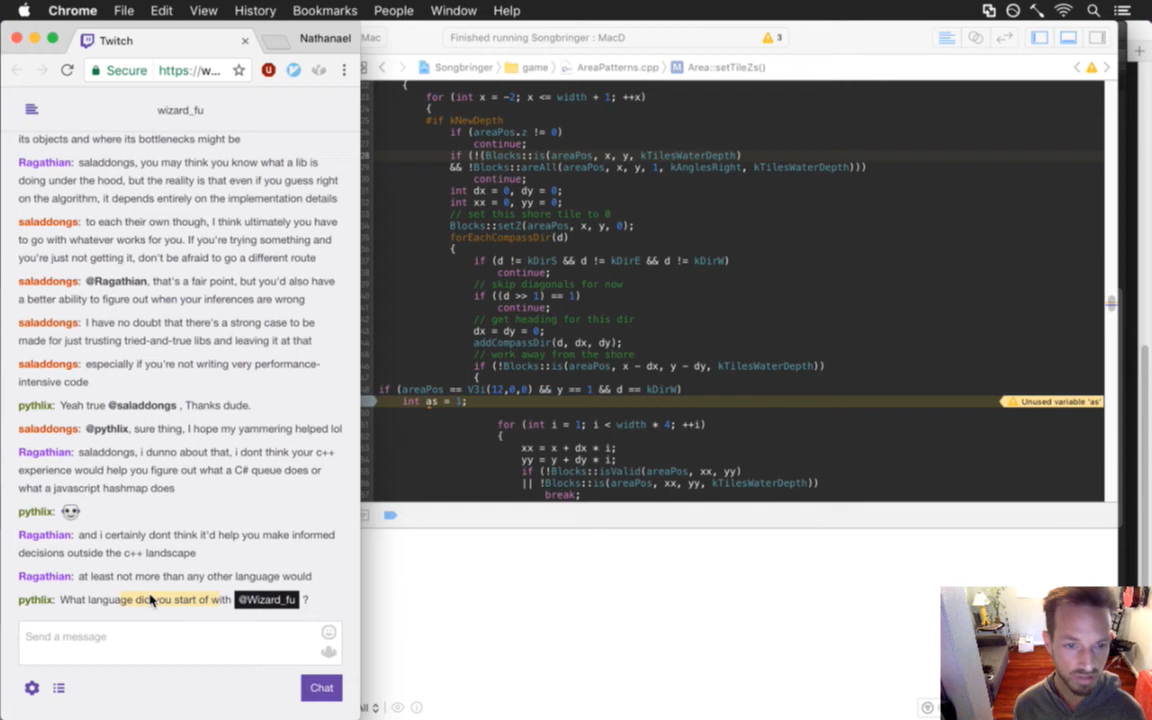 Chrome File Edit View History Bookmarks People Window Help
Twitch
Nathanael
Mac
Finished running Songbringer : MacD
3
Secure
https://w...
Songbringer
game
AreaPatterns.cpp
M Area::setTileZs()
wizard_fu
its objects and where its bottlenecks might be
Ragathian: saladdongs, you may think you know what a lib is
doing under the hood, but the reality is that even if you guess right
on the algorithm, it depends entirely on the implementation details
saladdongs: to each their own though, I think ultimately you have
to go with whatever works for you. If you're trying something and
you're just not getting it, don't be afraid to go a different route
saladdongs: @Ragathian, that's a fair point, but you'd also have
a better ability to figure out when your inferences are wrong
saladdongs: I have no doubt that there's a strong case to be
made for just trusting tried-and-true libs and leaving it at that
saladdongs: especially if you're not writing very performance-
intensive code
pythlix: Yeah true @saladdongs , Thanks dude.
saladdongs: @pythlix, sure thing, I hope my yammering helped lol
Ragathian: saladdongs, i dunno about that, i dont think your c++
experience would help you figure out what a C# queue does or
what a javascript hashmap does
pythlix:
Ragathian: and i certainly dont think it'd help you make informed
decisions outside the c++ landscape
Ragathian: at least not more than any other language would
pythlix: What language did you start of with @Wizard_fu ?
Send a message
Chat
{
for (int x = -2; x <= width + 1; ++x)
{
#if kNewDepth
if (areaPos.z != 0)
continue;
if (!(Blocks::is(areaPos, x, y, kTilesWaterDepth)
&& !Blocks::areAll(areaPos, x, y, 1, kAnglesRight, kTilesWaterDepth)))
continue;
int dx = 0, dy = 0;
int xx = 0, yy = 0;
// set this shore tile to 0
Blocks::setZ(areaPos, x, y, 0);
forEachCompassDir(d)
{
if (d != kDirS && d != kDirE && d != kDirW)
continue;
// skip diagonals for now
if ((d >> 1) == 1)
continue;
// get heading for this dir
dx = dy = 0;
addCompassDir(d, dx, dy);
// work away from the shore
if (!Blocks::is(areaPos, x - dx, y - dy, kTilesWaterDepth))
{
if (areaPos == V3i(12,0,0) && y == 1 && d == kDirW)
int as = 1;
Unused variable 'as'
for (int i = 1; i < width * 4; ++i)
{
xx = x + dx * i;
yy = y + dy * i;
if (!Blocks::isValid(areaPos, xx, yy)
|| !Blocks::is(areaPos, xx, yy, kTilesWaterDepth))
break;